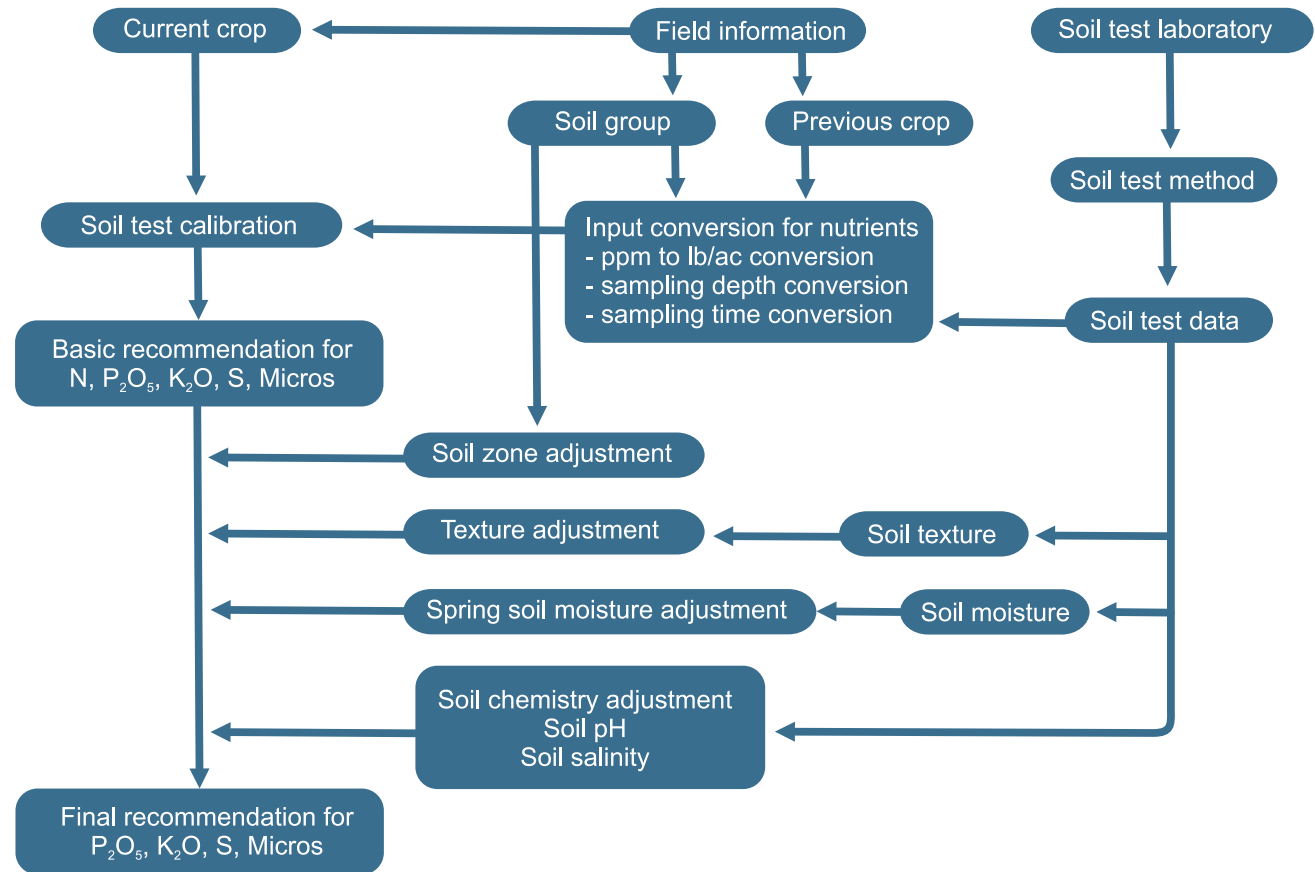 Current crop
Field information
Soil test laboratory
Soil group
Previous crop
Soil test method
Soil test calibration
Input conversion for nutrients
- ppm to lb/ac conversion
- sampling depth conversion
- sampling time conversion
Soil test data
Basic recommendation for
N, P₂O₅, K₂O, S, Micros
Soil zone adjustment
Texture adjustment
Soil texture
Spring soil moisture adjustment
Soil moisture
Soil chemistry adjustment
Soil pH
Soil salinity
Final recommendation for
P₂O₅, K₂O, S, Micros